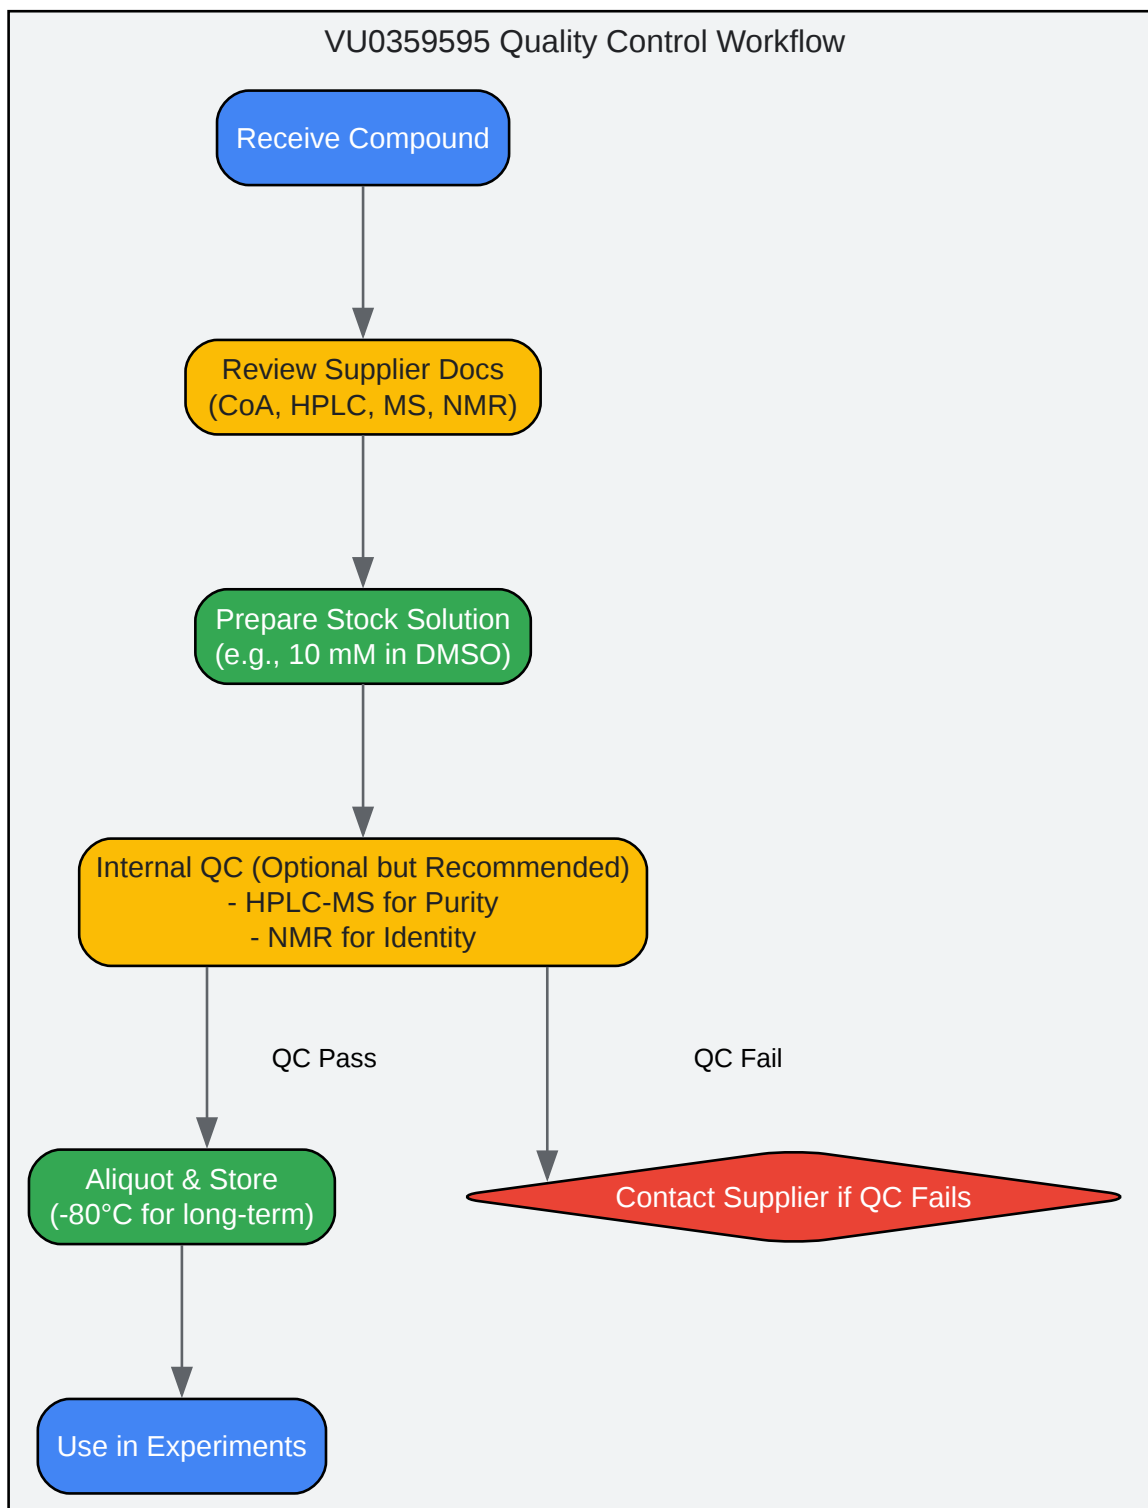 VU0359595 Quality Control Workflow
Receive Compound
Review Supplier Docs
(CoA, HPLC, MS, NMR)
Prepare Stock Solution
(e.g., 10 mM in DMSO)
Internal QC (Optional but Recommended)
- HPLC-MS for Purity
- NMR for Identity
QC Pass
QC Fail
Aliquot & Store
(-80°C for long-term)
Contact Supplier if QC Fails
Use in Experiments